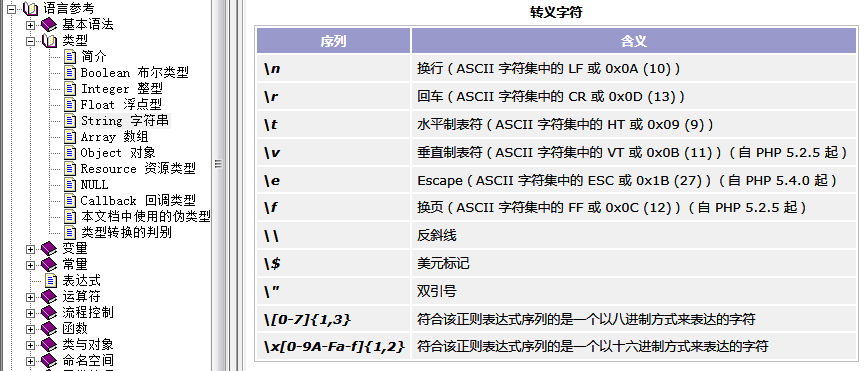 语言参考
基本语法
类型
简介
Boolean 布尔类型
Integer 整型
Float 浮点型
String 字符串
Array 数组
Object 对象
Resource 资源类型
NULL
Callback 回调类型
本文档中使用的伪类型
类型转换的判别
变量
常量
表达式
运算符
流程控制
函数
类与对象
命名空间
转义字符
序列 含义
\n 换行（ASCII 字符集中的 LF 或 0x0A (10)）
\r 回车（ASCII 字符集中的 CR 或 0x0D (13)）
\t 水平制表符（ASCII 字符集中的 HT 或 0x09 (9)）
\v 垂直制表符（ASCII 字符集中的 VT 或 0x0B (11)）（自 PHP 5.2.5 起）
\e Escape（ASCII 字符集中的 ESC 或 0x1B (27)）（自 PHP 5.4.0 起）
\f 换页（ASCII 字符集中的 FF 或 0x0C (12)）（自 PHP 5.2.5 起）
\\ 反斜线
\$ 美元标记
\" 双引号
\[0-7]{1,3} 符合该正则表达式序列的是一个以八进制方式来表达的字符
\x[0-9A-Fa-f]{1,2} 符合该正则表达式序列的是一个以十六进制方式来表达的字符